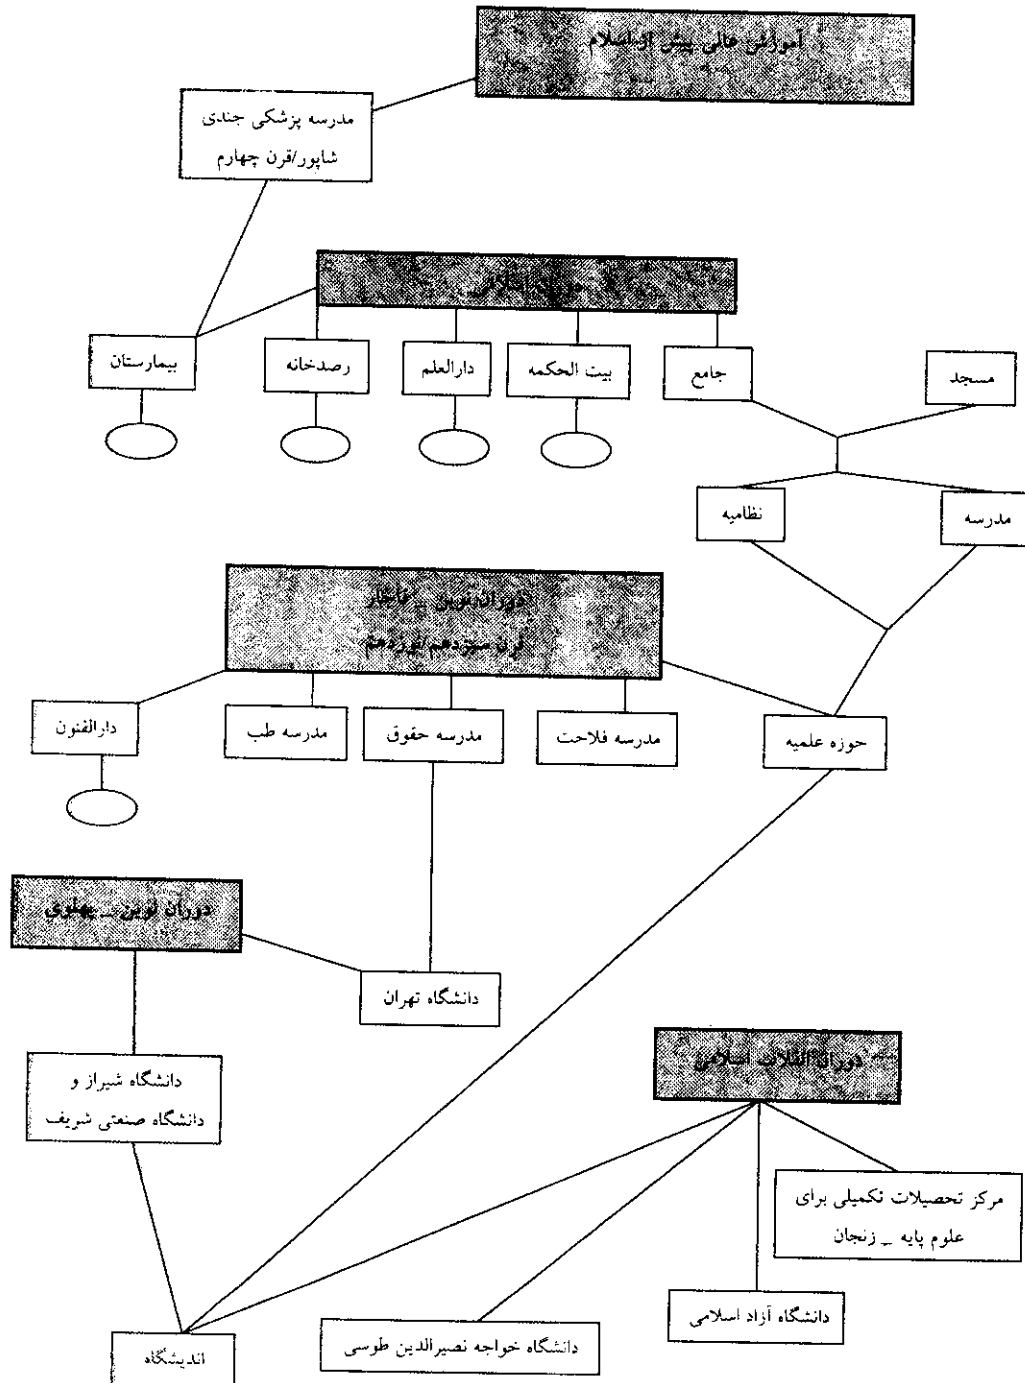 آموزش عالی پیش از اسلام
مدرسه پزشکی جندی
شاپور/قرن چهارم
بیمارستان
رصدخانه
دارالعلم
بیت الحکمه
جامع
مسجد
نظامیه
مدرسه
دوران نوین _ قاجار
قرن سیزدهم/نوزدهم
دارالفنون
مدرسه طب
مدرسه حقوق
مدرسه فلاحت
حوزه علمیه
دوران نوین _ پهلوی
دانشگاه تهران
دانشگاه شیراز و
دانشگاه صنعتی شریف
دوران انقلاب اسلامی
مرکز تحصیلات تکمیلی برای
علوم پایه _ زنجان
دانشگاه آزاد اسلامی
دانشگاه خواجه نصیرالدین طوسی
اندیشگاه